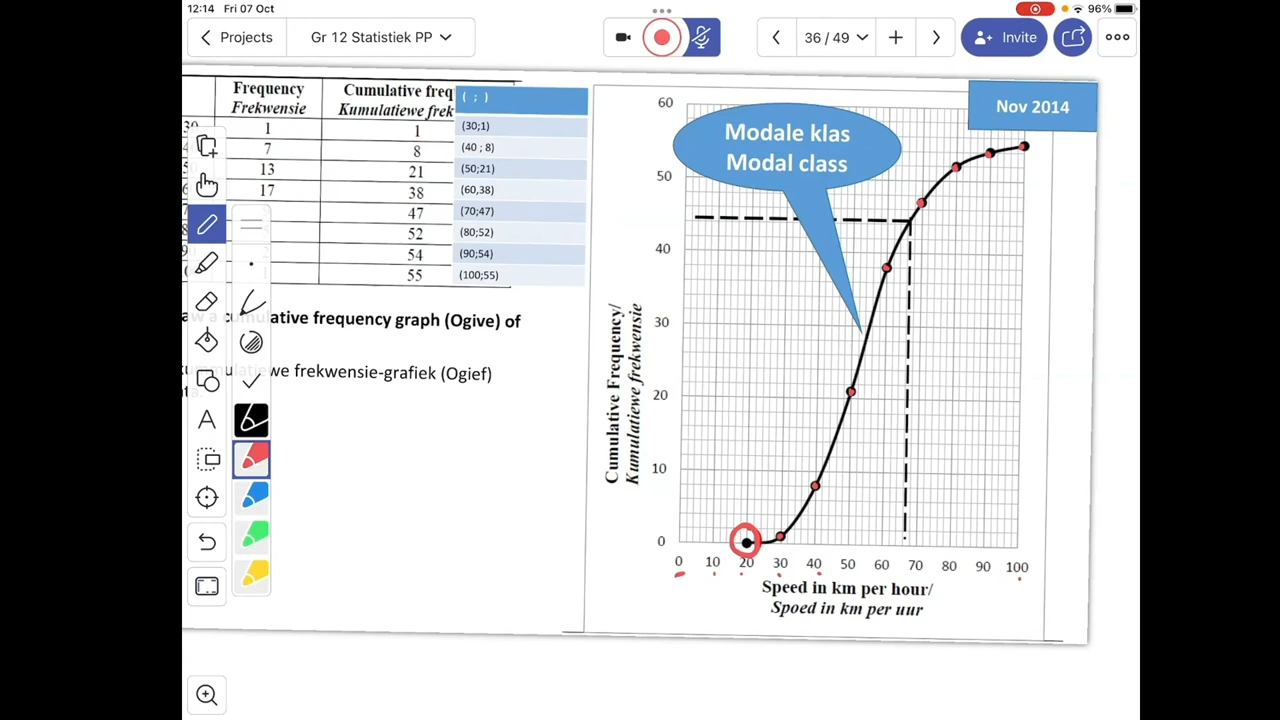 12:14 Fri 07 Oct
96%
Projects
Gr 12 Statistiek PP
36 / 49
Invite
Frequency
Frekwensie
Cumulative freq
Kumulatiewe frek
( ; )
1 1 (30;1)
7 8 (40 ; 8)
13 21 (50;21)
17 38 (60,38)
47 (70;47)
52 (80;52)
54 (90;54)
55 (100;55)
cumulative frequency graph (Ogive) of
frekwensie-grafiek (Ogief)
Nov 2014
Modale klas
Modal class
60
50
40
30
20
10
0
Cumulative Frequency/
Kumulatiewe frekwensie
0 10 20 30 40 50 60 70 80 90 100
Speed in km per hour/
Spoed in km per uur